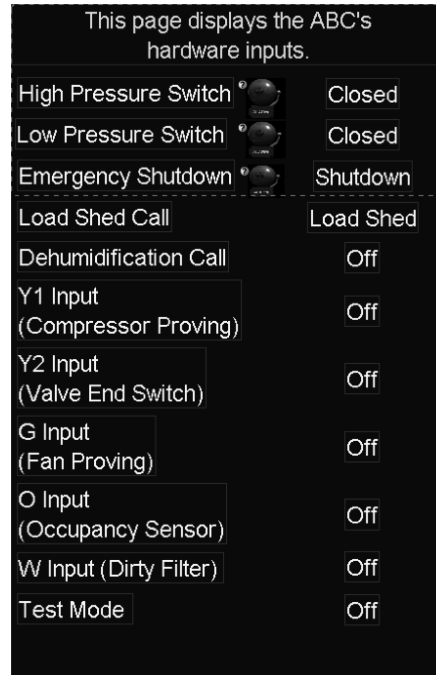 This page displays the ABC's
hardware inputs.
High Pressure Switch Closed
Low Pressure Switch Closed
Emergency Shutdown Shutdown
Load Shed Call Load Shed
Dehumidification Call Off
Y1 Input
(Compressor Proving) Off
Y2 Input
(Valve End Switch) Off
G Input
(Fan Proving) Off
O Input
(Occupancy Sensor) Off
W Input (Dirty Filter) Off
Test Mode Off